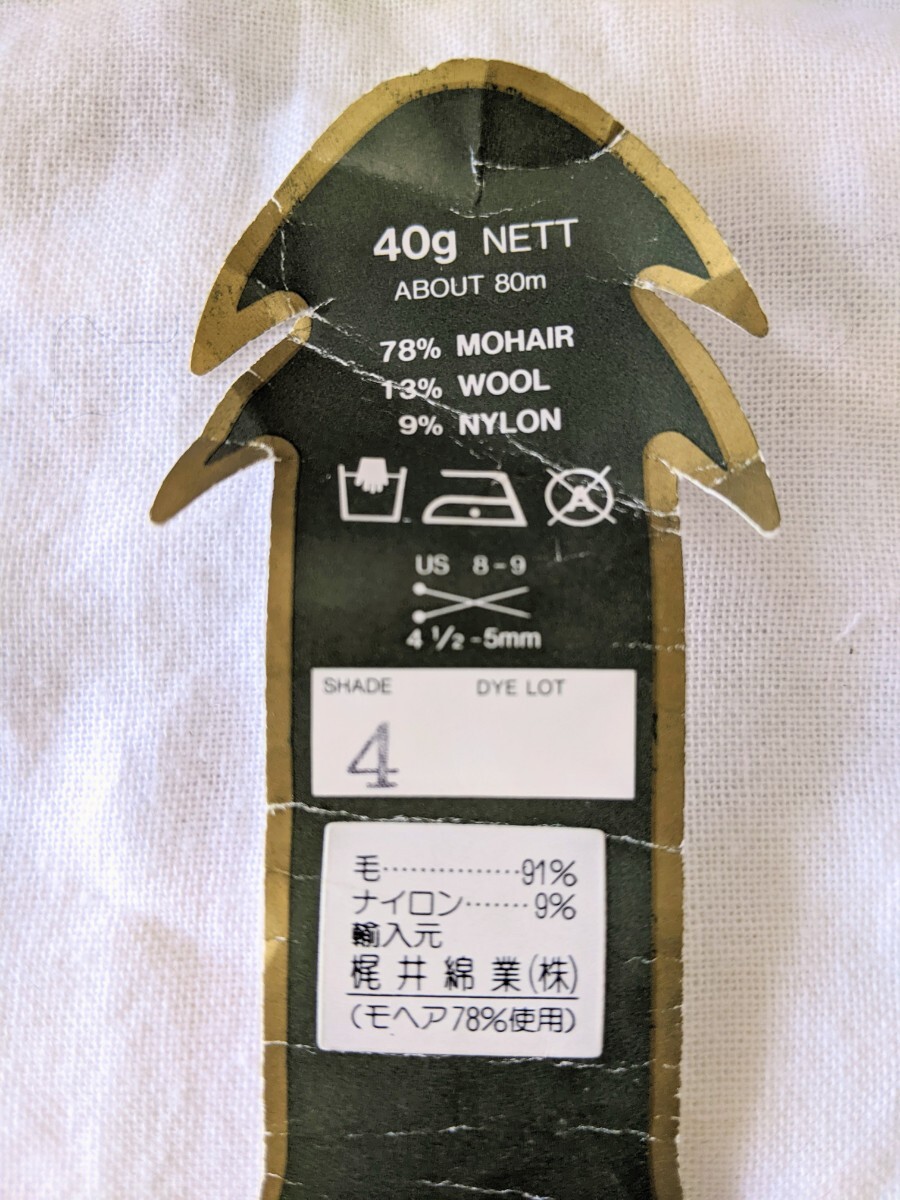 40g NETT
ABOUT 80m
78% MOHAIR
13% WOOL
9% NYLON
A
US 8-9
4 1/2-5mm
SHADE DYE LOT
4
毛……………91%
ナイロン……9%
輸入元
梶井綿業(株)
(モヘア78%使用)